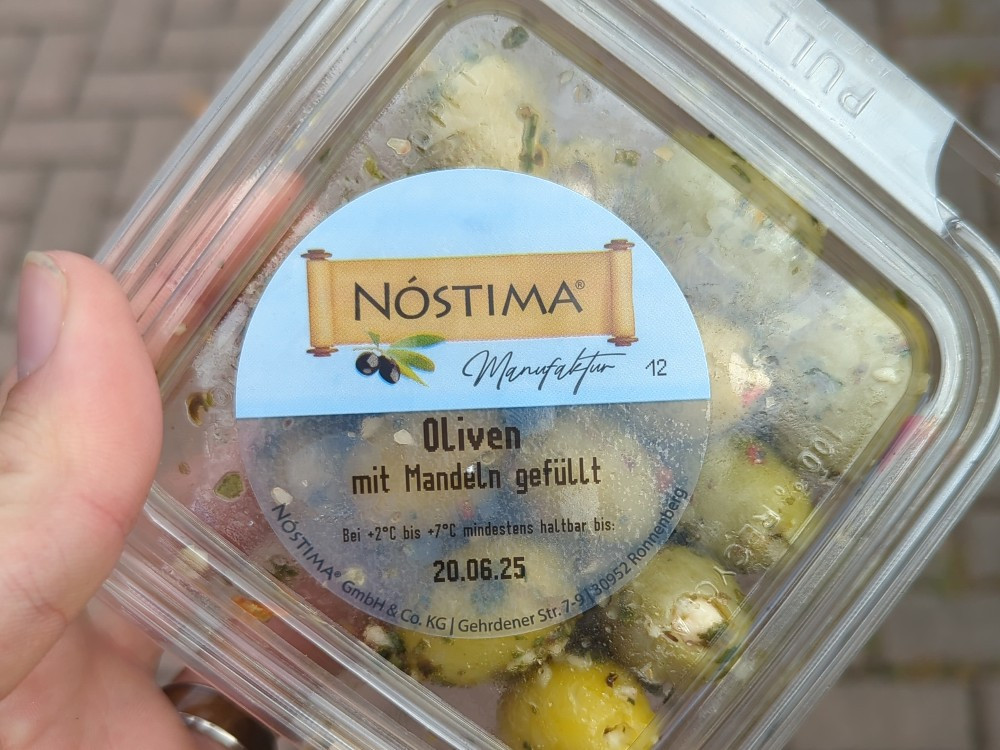 PULL
NÓSTIMA®
Manufaktur 12
Oliven
mit Mandeln gefüllt
Bei +2°C bis +7°C mindestens haltbar bis:
20.06.25
NÓSTIMA® GmbH & Co. KG | Gehrdener Str. 7-9 | 30952 Ronnenberg